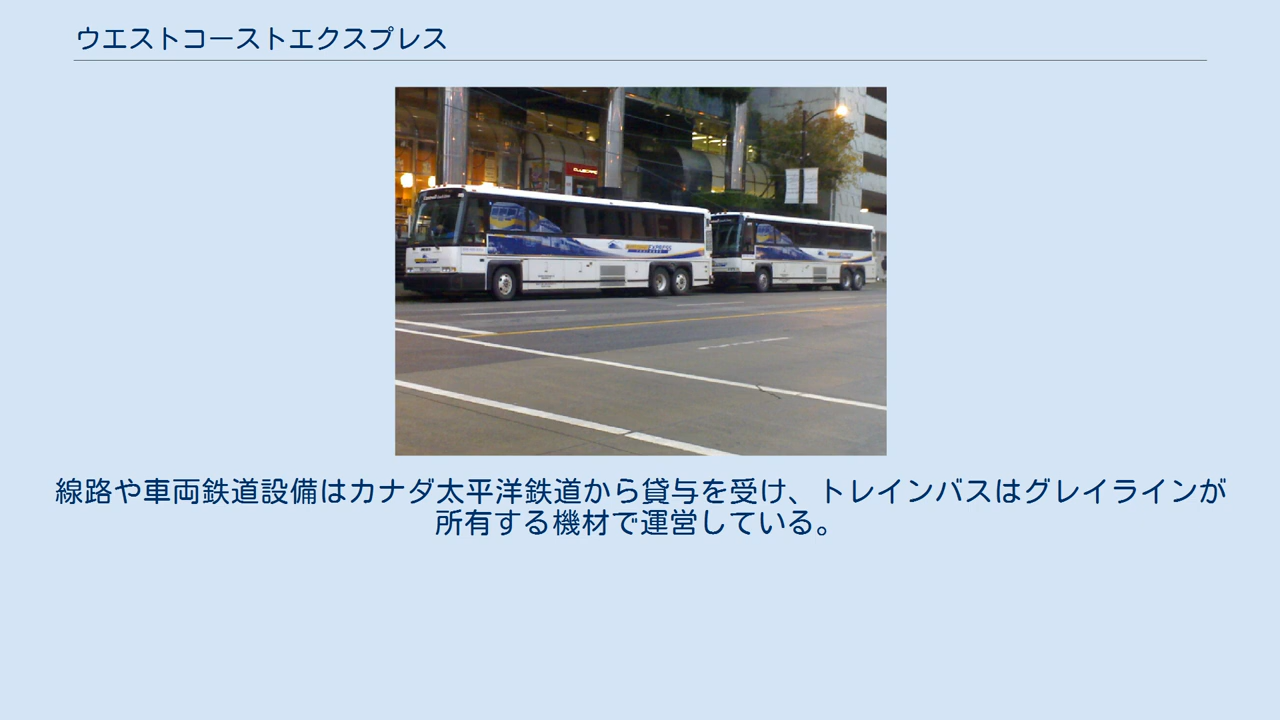 ウエストコーストエクスプレス
EXPRESS
線路や車両鉄道設備はカナダ太平洋鉄道から貸与を受け、トレインバスはグレイラインが
所有する機材で運営している。